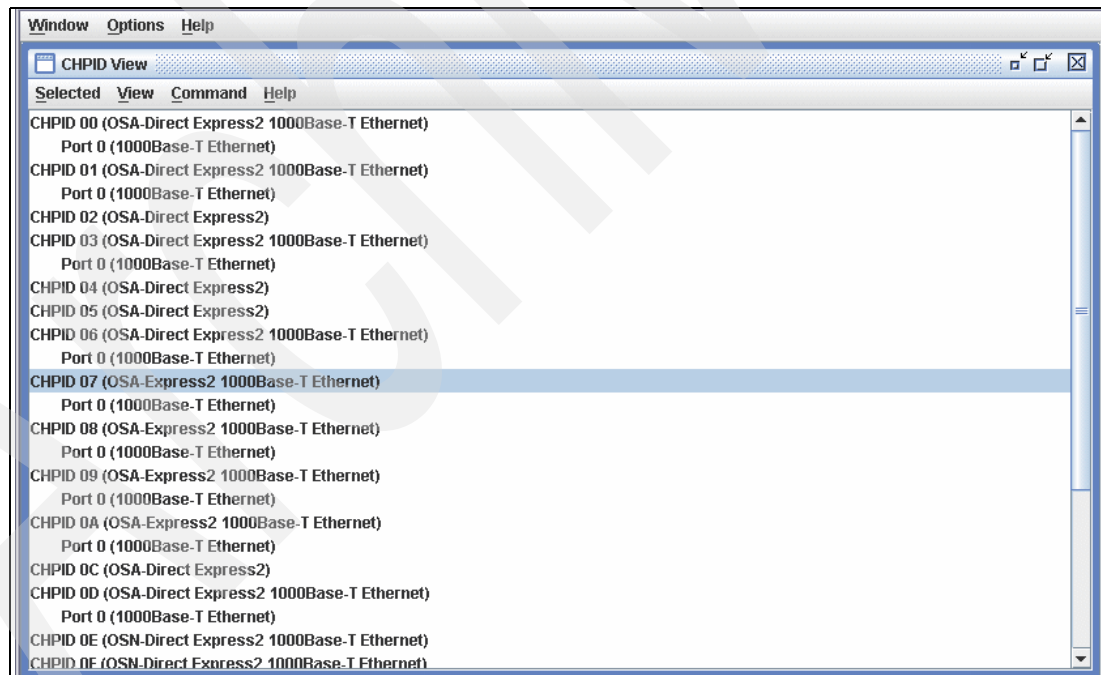 Window Options Help
CHPID View
Selected View Command Help
CHPID 00 (OSA-Direct Express2 1000Base-T Ethernet)
Port 0 (1000Base-T Ethernet)
CHPID 01 (OSA-Direct Express2 1000Base-T Ethernet)
Port 0 (1000Base-T Ethernet)
CHPID 02 (OSA-Direct Express2)
CHPID 03 (OSA-Direct Express2 1000Base-T Ethernet)
Port 0 (1000Base-T Ethernet)
CHPID 04 (OSA-Direct Express2)
CHPID 05 (OSA-Direct Express2)
CHPID 06 (OSA-Direct Express2 1000Base-T Ethernet)
Port 0 (1000Base-T Ethernet)
CHPID 07 (OSA-Express2 1000Base-T Ethernet)
Port 0 (1000Base-T Ethernet)
CHPID 08 (OSA-Express2 1000Base-T Ethernet)
Port 0 (1000Base-T Ethernet)
CHPID 09 (OSA-Express2 1000Base-T Ethernet)
Port 0 (1000Base-T Ethernet)
CHPID 0A (OSA-Express2 1000Base-T Ethernet)
Port 0 (1000Base-T Ethernet)
CHPID 0C (OSA-Direct Express2)
CHPID 0D (OSA-Direct Express2 1000Base-T Ethernet)
Port 0 (1000Base-T Ethernet)
CHPID 0E (OSN-Direct Express2 1000Base-T Ethernet)
CHPID 0F (OSN-Direct Express2 1000Base-T Ethernet)